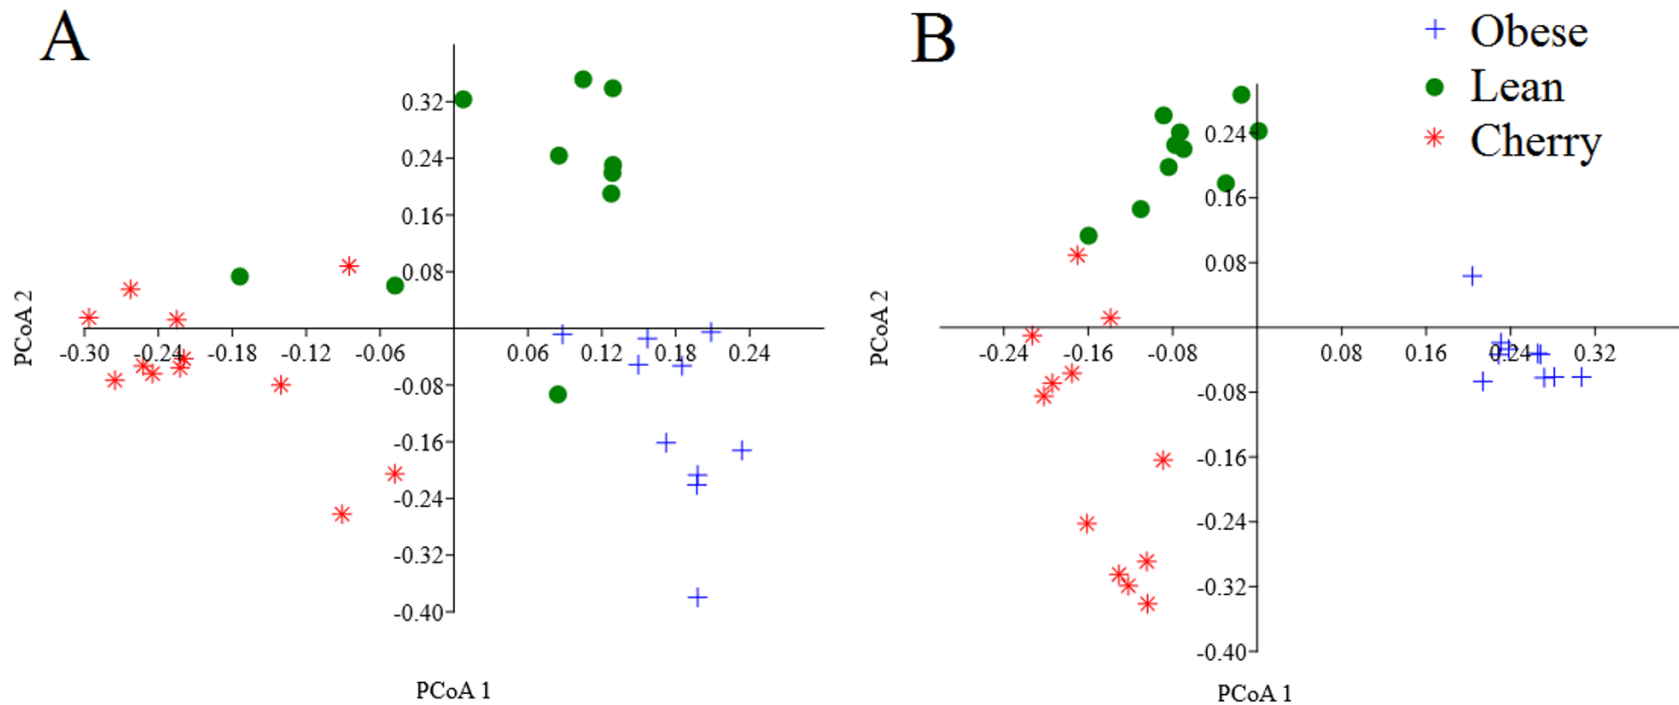 A
B
Obese
Lean
Cherry
0.32
0.24
0.16
0.08
-0.30 -0.24 -0.18 -0.12 -0.06 0.06 0.12 0.18 0.24
-0.08
-0.16
-0.24
-0.32
-0.40
PCoA 2
PCoA 1
0.24
0.16
0.08
-0.24 -0.16 -0.08 0.08 0.16 0.24 0.32
-0.08
-0.16
-0.24
-0.32
-0.40
PCoA 2
PCoA 1